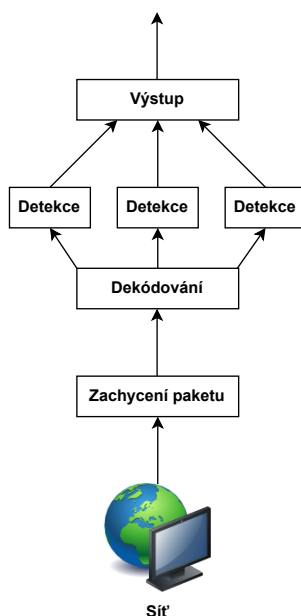 Výstup
Detekce Detekce Detekce
Dekódování
Zachycení paketu
Síť